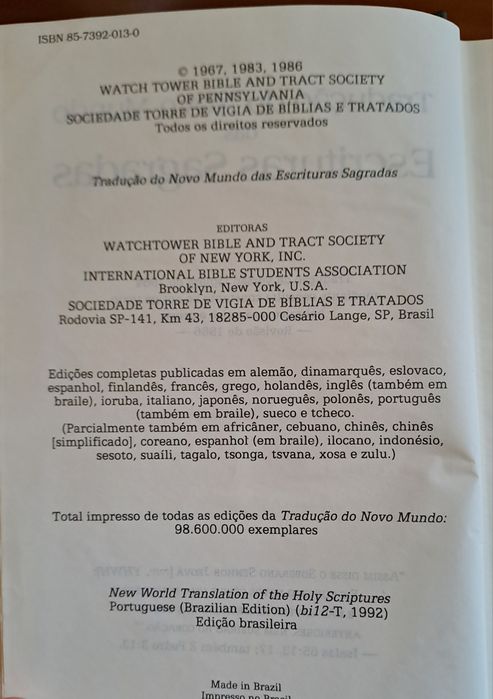 ISBN 85-7392-013-0
© 1967, 1983, 1986
WATCH TOWER BIBLE AND TRACT SOCIETY
OF PENNSYLVANIA
SOCIEDADE TORRE DE VIGIA DE BÍBLIAS E TRATADOS
Todos os direitos reservados
Tradução do Novo Mundo das Escrituras Sagradas
EDITORAS
WATCHTOWER BIBLE AND TRACT SOCIETY
OF NEW YORK, INC.
INTERNATIONAL BIBLE STUDENTS ASSOCIATION
Brooklyn, New York, U.S.A.
SOCIEDADE TORRE DE VIGIA DE BÍBLIAS E TRATADOS
Rodovia SP-141, Km 43, 18285-000 Cesário Lange, SP, Brasil
Edições completas publicadas em alemão, dinamarquês, eslovaco,
espanhol, finlandês, francês, grego, holandês, inglês (também em
braile), ioruba, italiano, japonês, norueguês, polonês, português
(também em braile), sueco e tcheco.
(Parcialmente também em africâner, cebuano, chinês, chinês
[simplificado], coreano, espanhol (em braile), ilocano, indonésio,
sesoto, suaíli, tagalo, tsonga, tsvana, xosa e zulu.)
Total impresso de todas as edições da Tradução do Novo Mundo:
98.600.000 exemplares
New World Translation of the Holy Scriptures
Portuguese (Brazilian Edition) (bi12-T, 1992)
Edição brasileira
Made in Brazil
Impresso no Brasil